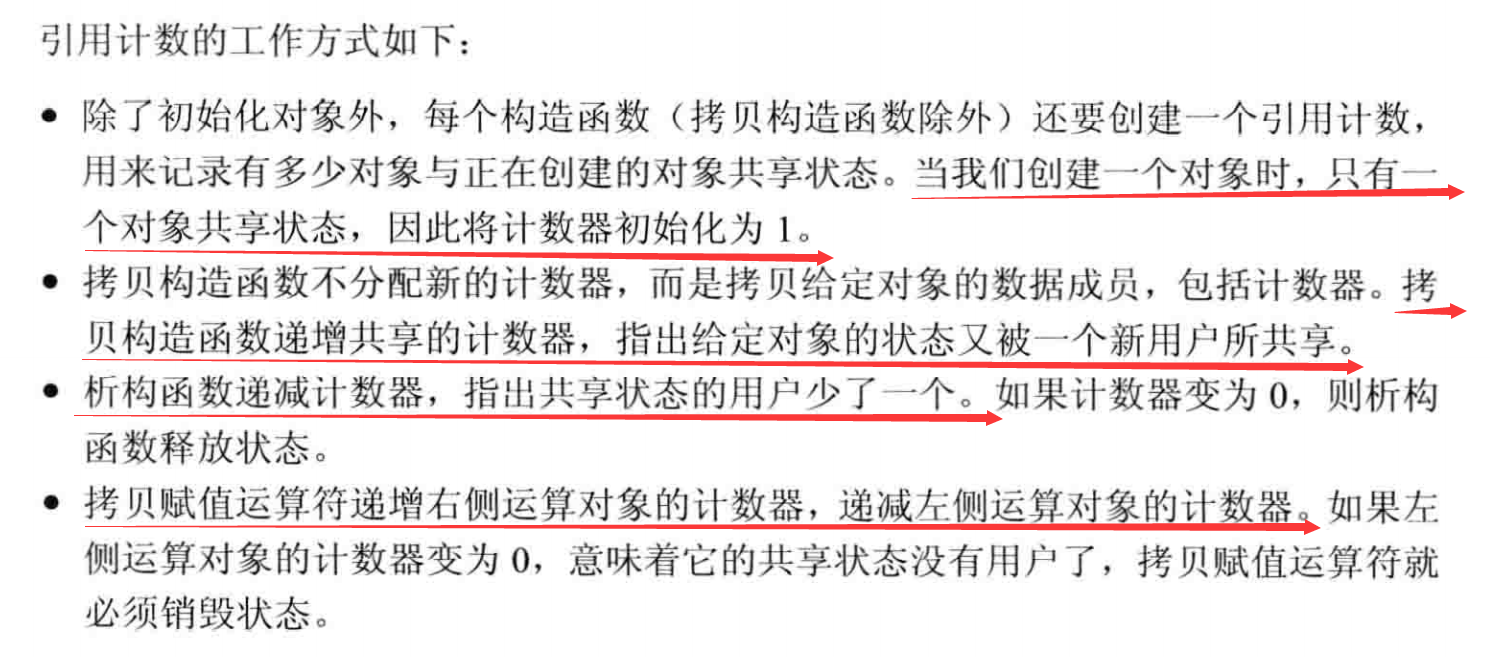 引用计数的工作方式如下：
● 除了初始化对象外，每个构造函数（拷贝构造函数除外）还要创建一个引用计数，
用来记录有多少对象与正在创建的对象共享状态。当我们创建一个对象时，只有一
个对象共享状态，因此将计数器初始化为 1。
● 拷贝构造函数不分配新的计数器，而是拷贝给定对象的数据成员，包括计数器。拷
贝构造函数递增共享的计数器，指出给定对象的状态又被一个新用户所共享。
● 析构函数递减计数器，指出共享状态的用户少了一个。如果计数器变为 0，则析构
函数释放状态。
● 拷贝赋值运算符递增右侧运算对象的计数器，递减左侧运算对象的计数器。如果左
侧运算对象的计数器变为 0，意味着它的共享状态没有用户了，拷贝赋值运算符就
必须销毁状态。